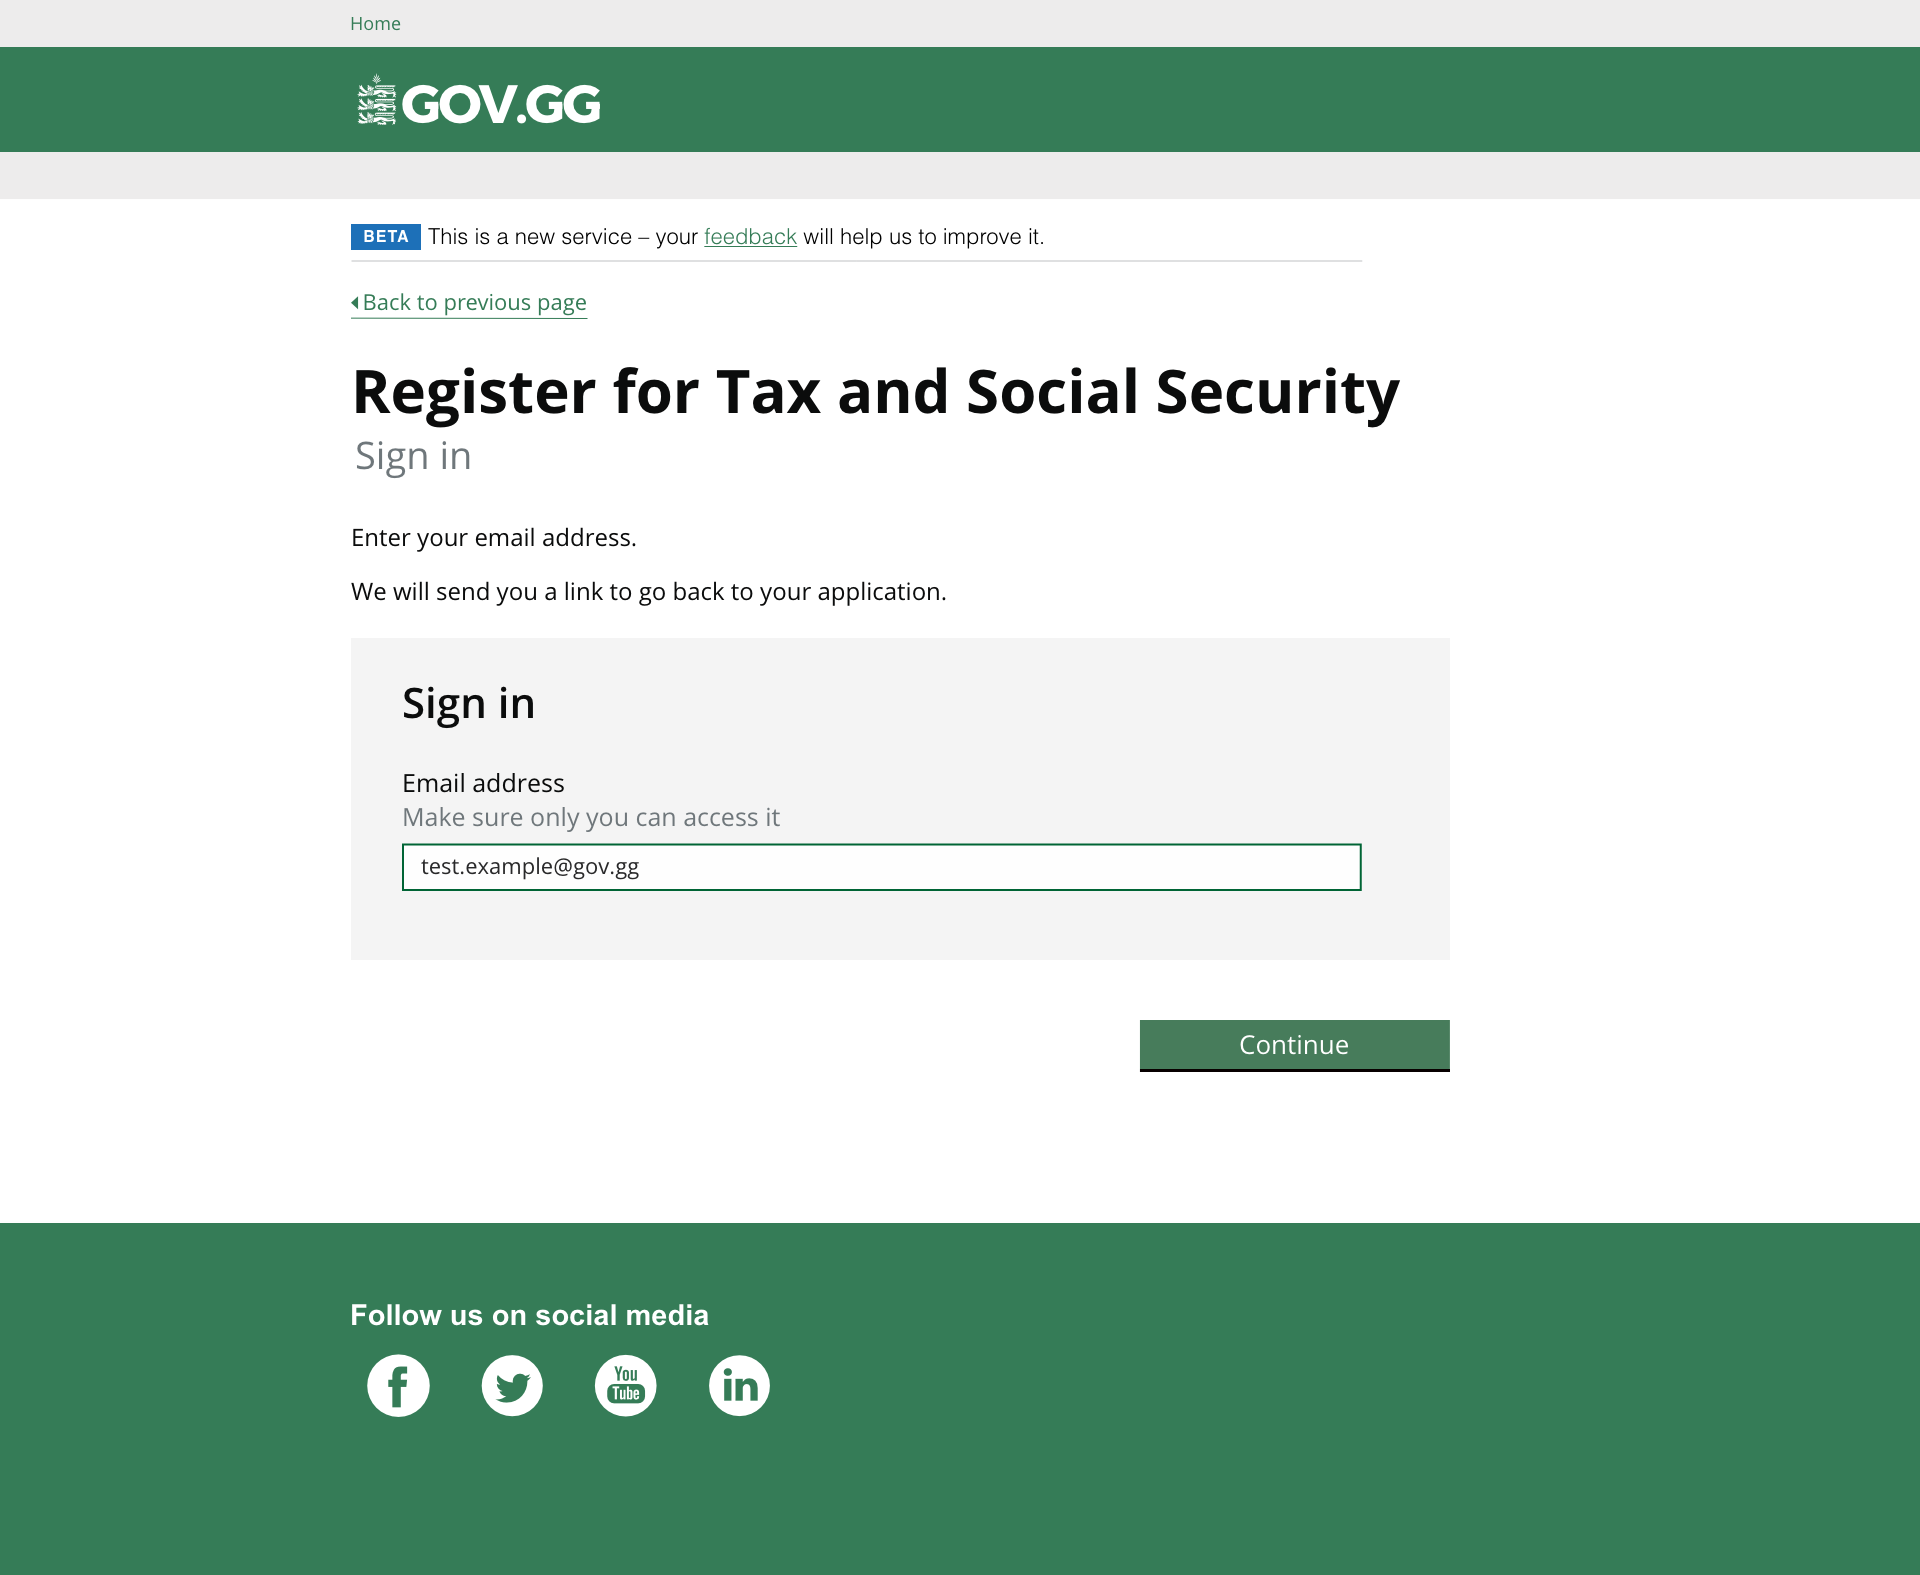 Home
GOV.GG
BETA This is a new service – your feedback will help us to improve it.
Back to previous page
Register for Tax and Social Security
Sign in
Enter your email address.
We will send you a link to go back to your application.
Sign in
Email address
Make sure only you can access it
test.example@gov.gg
Continue
Follow us on social media
f
You
Tube
in